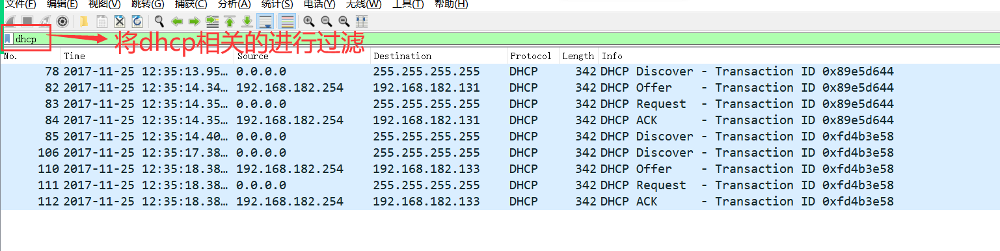 文件(F) 编辑(E) 视图(V) 跳转(G) 捕获(C) 分析(A) 统计(S) 电话(Y) 无线(W) 工具(T) 帮助(H)
dhcp 将dhcp相关的进行过滤
No. Time Source Destination Protocol Length Info
78 2017-11-25 12:35:13.95… 0.0.0.0 255.255.255.255 DHCP 342 DHCP Discover - Transaction ID 0x89e5d644
82 2017-11-25 12:35:14.34… 192.168.182.254 192.168.182.131 DHCP 342 DHCP Offer - Transaction ID 0x89e5d644
83 2017-11-25 12:35:14.35… 0.0.0.0 255.255.255.255 DHCP 342 DHCP Request - Transaction ID 0x89e5d644
84 2017-11-25 12:35:14.35… 192.168.182.254 192.168.182.131 DHCP 342 DHCP ACK - Transaction ID 0x89e5d644
85 2017-11-25 12:35:14.40… 0.0.0.0 255.255.255.255 DHCP 342 DHCP Discover - Transaction ID 0xfd4b3e58
106 2017-11-25 12:35:17.38… 0.0.0.0 255.255.255.255 DHCP 342 DHCP Discover - Transaction ID 0xfd4b3e58
110 2017-11-25 12:35:18.38… 192.168.182.254 192.168.182.133 DHCP 342 DHCP Offer - Transaction ID 0xfd4b3e58
111 2017-11-25 12:35:18.38… 0.0.0.0 255.255.255.255 DHCP 342 DHCP Request - Transaction ID 0xfd4b3e58
112 2017-11-25 12:35:18.38… 192.168.182.254 192.168.182.133 DHCP 342 DHCP ACK - Transaction ID 0xfd4b3e58